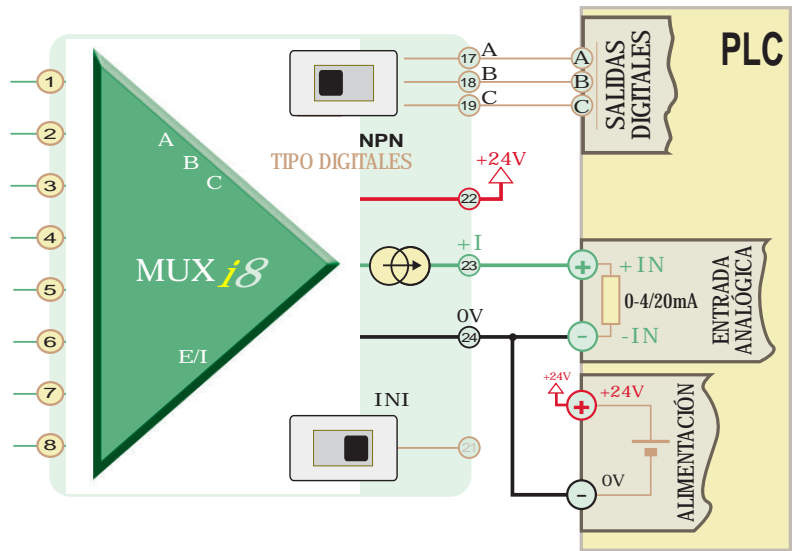 1
2
3
4
5
6
7
8
A
B
C
MUX i8
E/I
NPN
TIPO DIGITALES
17 A
18 B
19 C
+24V
22
+I
23
0V
24
INI
21
PLC
A
B
C
SALIDAS
DIGITALES
+
+IN
0-4/20mA
-
-IN
ENTRADA
ANALÓGICA
+24V
+
+24V
-
0V
ALIMENTACIÓN